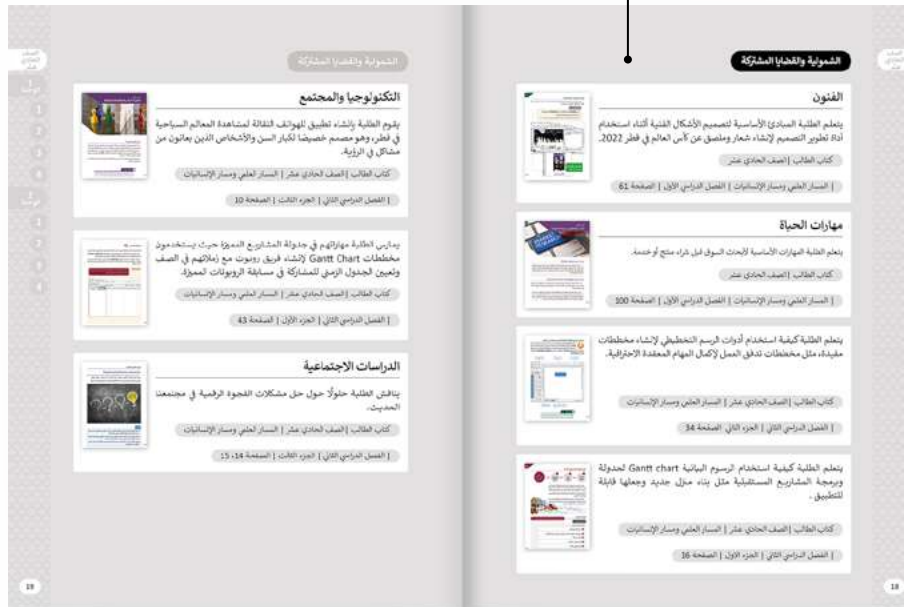 الشمولية والقضايا المشتركة
الفنون
يتعلم الطلبة المبادئ الأساسية لتصميم الأشكال الفنية أثناء استخدام
أداة تطوير التصميم لإنشاء شعار وملصق عن كأس العالم في قطر 2022.
كتاب الطالب | الصف الحادي عشر
| المسار العلمي ومسار الإنسانيات | الفصل الدراسي الأول | الصفحة 61
مهارات الحياة
يتعلم الطلبة المهارات الأساسية لأبحاث السوق قبل شراء منتج أو خدمة.
كتاب الطالب | الصف الحادي عشر
| المسار العلمي ومسار الإنسانيات | الفصل الدراسي الأول | الصفحة 100
يتعلم الطلبة كيفية استخدام أدوات الرسم التخطيطي لإنشاء مخططات
مفيدة، مثل مخططات تدفق العمل لإكمال المهام المعقدة الاحترافية.
كتاب الطالب | الصف الحادي عشر | المسار العلمي ومسار الإنسانيات
| الفصل الدراسي الثاني | الجزء الثاني الصفحة 34
يتعلم الطلبة كيفية استخدام الرسوم البيانية Gantt chart لجدولة
وبرمجة المشاريع المستقبلية مثل بناء منزل جديد وجعلها قابلة
للتطبيق .
كتاب الطالب | الصف الحادي عشر | المسار العلمي ومسار الإنسانيات
| الفصل الدراسي الثاني | الجزء الأول | الصفحة 36
18
الشمولية والقضايا المشتركة
التكنولوجيا والمجتمع
يقوم الطلبة بإنشاء تطبيق للهواتف النقالة لمشاهدة المعالم السياحية
في قطر، وهو مصمم خصيصًا لكبار السن والأشخاص الذين يعانون من
مشاكل في الرؤية.
كتاب الطالب | الصف الحادي عشر | المسار العلمي ومسار الإنسانيات
| الفصل الدراسي الثاني | الجزء الثالث | الصفحة 10
يمارس الطلبة مهاراتهم في جدولة المشاريع المميزة حيث يستخدمون
مخططات Gantt Chart لإنشاء فريق روبوت مع زملائهم في الصف
وتعيين الجدول الزمني للمشاركة في مسابقة الروبوتات المميزة.
كتاب الطالب | الصف الحادي عشر | المسار العلمي ومسار الإنسانيات
| الفصل الدراسي الثاني | الجزء الأول | الصفحة 43
الدراسات الاجتماعية
يناقش الطلبة حلولًا حول حل مشكلات الفجوة الرقمية في مجتمعنا
الحديث.
كتاب الطالب | الصف الحادي عشر | المسار العلمي ومسار الإنسانيات
| الفصل الدراسي الثاني | الجزء الثالث | الصفحة 14، 15
19